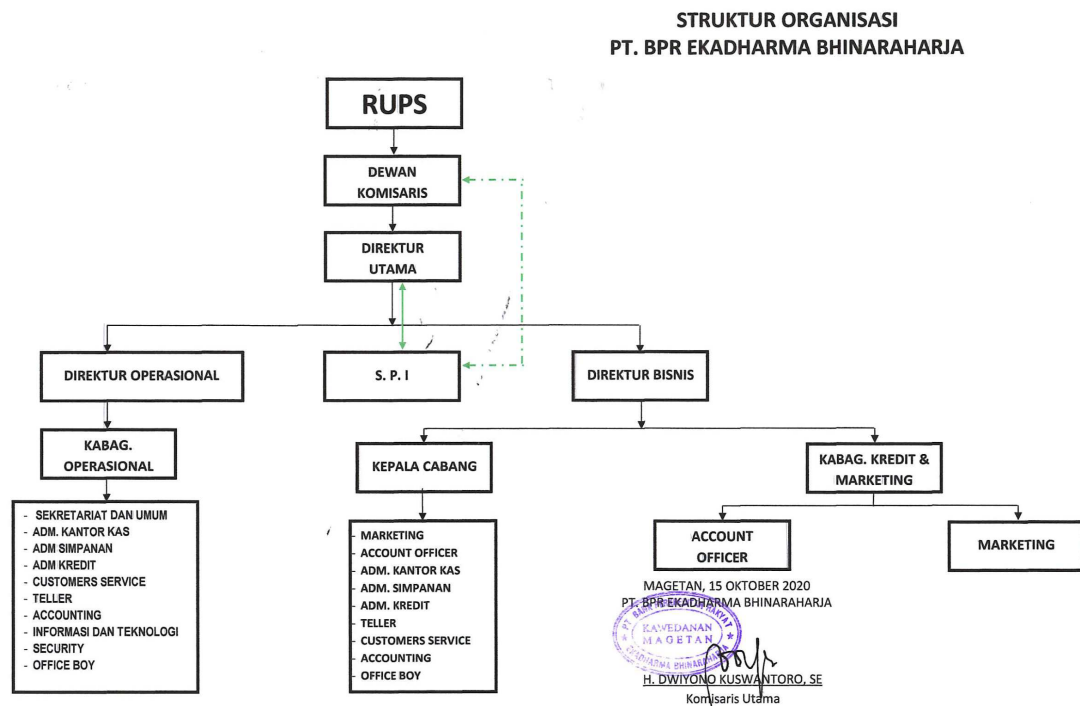 STRUKTUR ORGANISASI
PT. BPR EKADHARMA BHINARAHARJA
RUPS
DEWAN
KOMISARIS
DIREKTUR
UTAMA
DIREKTUR OPERASIONAL
S. P. I
DIREKTUR BISNIS
KABAG.
OPERASIONAL
KEPALA CABANG
KABAG. KREDIT &
MARKETING
- SEKRETARIAT DAN UMUM
- ADM. KANTOR KAS
- ADM SIMPANAN
- ADM KREDIT
- CUSTOMERS SERVICE
- TELLER
- ACCOUNTING
- INFORMASI DAN TEKNOLOGI
- SECURITY
- OFFICE BOY
- MARKETING
- ACCOUNT OFFICER
- ADM. KANTOR KAS
- ADM. SIMPANAN
- ADM. KREDIT
- TELLER
- CUSTOMERS SERVICE
- ACCOUNTING
- OFFICE BOY
ACCOUNT
OFFICER
MARKETING
MAGETAN, 15 OKTOBER 2020
PT. BPR EKADHARMA BHINARAHARJA
KAWEDANAN
MAGETAN
EKADHARMA BHINARAHARJA
H. DWIYONO KUSWANTORO, SE
Komisaris Utama